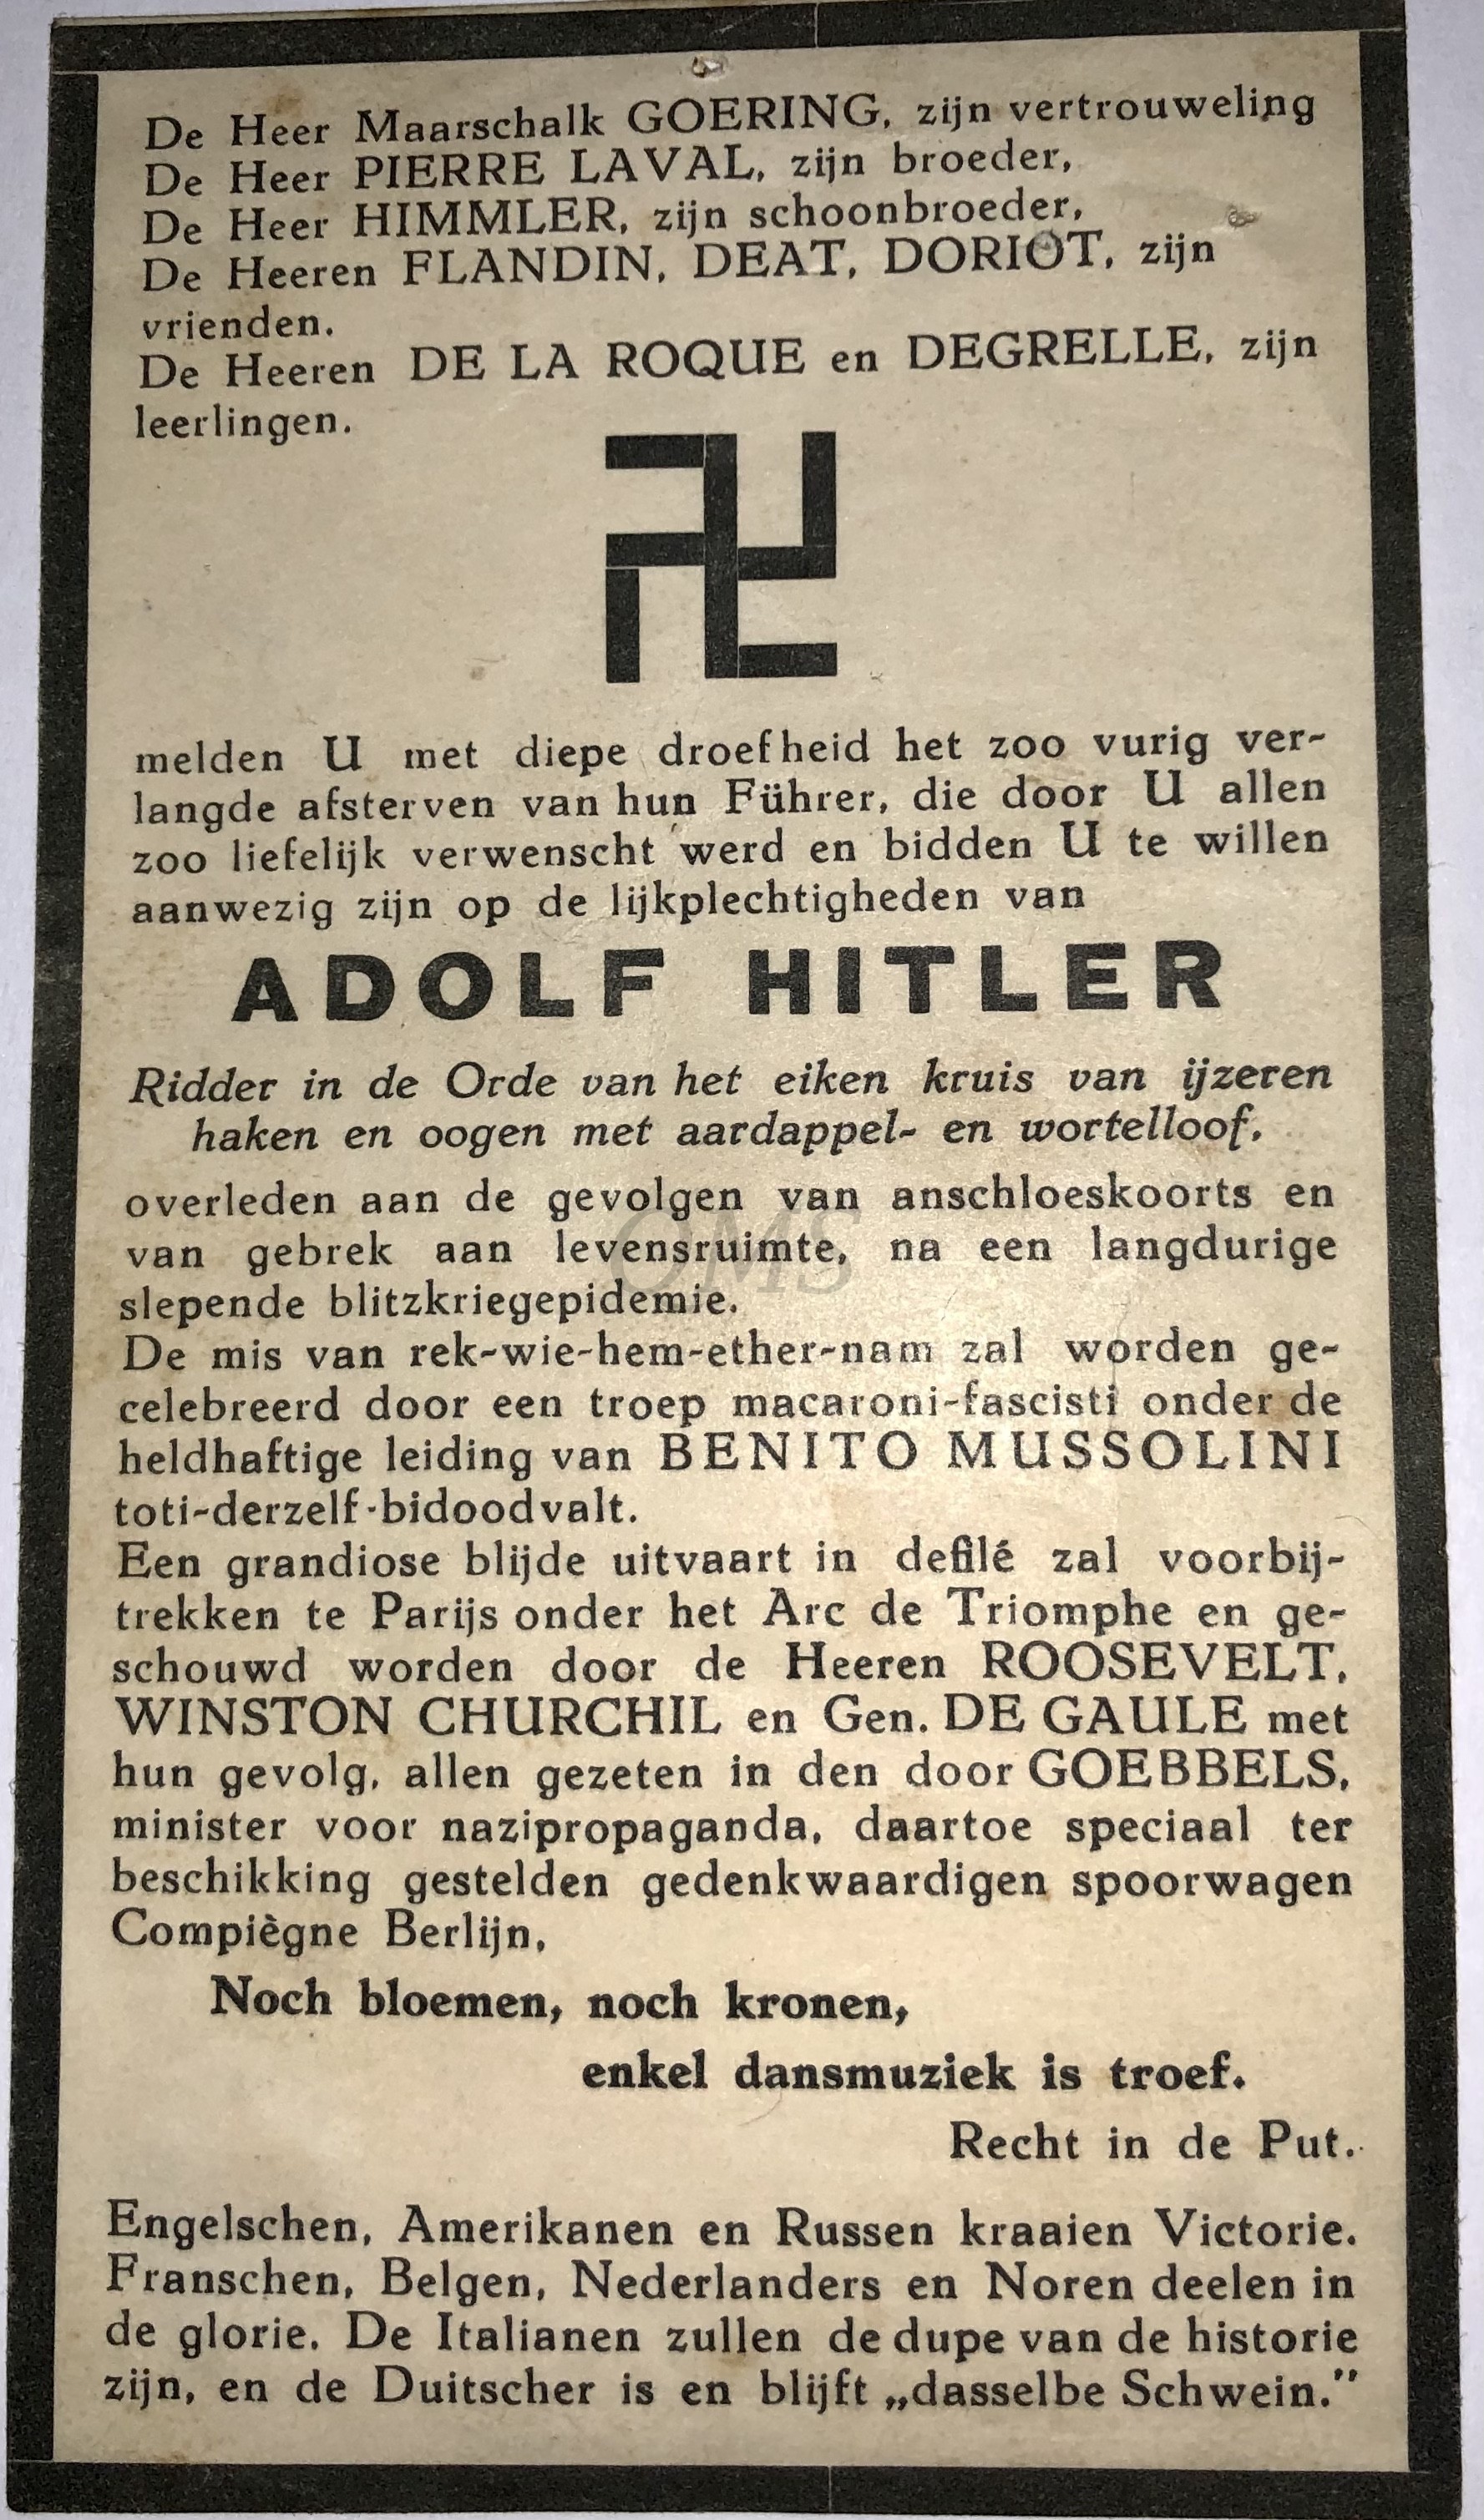 De Heer Maarschalk GOERING, zijn vertrouweling
De Heer PIERRE LAVAL, zijn broeder,
De Heer HIMMLER, zijn schoonbroeder,
De Heeren FLANDIN, DEAT, DORIOT, zijn
vrienden.
De Heeren DE LA ROQUE en DEGRELLE, zijn
leerlingen.
melden U met diepe droefheid het zoo vurig ver-
langde afsterven van hun Führer, die door U allen
zoo liefelijk verwenscht werd en bidden U te willen
aanwezig zijn op de lijkplechtigheden van
ADOLF HITLER
Ridder in de Orde van het eiken kruis van ijzeren
haken en oogen met aardappel- en wortelloof,
overleden aan de gevolgen van anschloeskoorts en
van gebrek aan levensruimte, na een langdurige
slepende blitzkriegepidemie.
OMS
De mis van rek-wie-hem-ether-nam zal worden ge-
celebreerd door een troep macaroni-fascisti onder de
heldhaftige leiding van BENITO MUSSOLINI
toti-derzelf-bidoodvalt.
Een grandiose blijde uitvaart in defilé zal voorbij-
trekken te Parijs onder het Arc de Triomphe en ge-
schouwd worden door de Heeren ROOSEVELT,
WINSTON CHURCHIL en Gen. DE GAULE met
hun gevolg, allen gezeten in den door GOEBBELS,
minister voor nazipropaganda, daartoe speciaal ter
beschikking gestelden gedenkwaardigen spoorwagen
Compiègne Berlijn,
Noch bloemen, noch kronen,
enkel dansmuziek is troef.
Recht in de Put.
Engelschen, Amerikanen en Russen kraaien Victorie.
Franschen, Belgen, Nederlanders en Noren deelen in
de glorie. De Italianen zullen de dupe van de historie
zijn, en de Duitscher is en blijft „dasselbe Schwein."